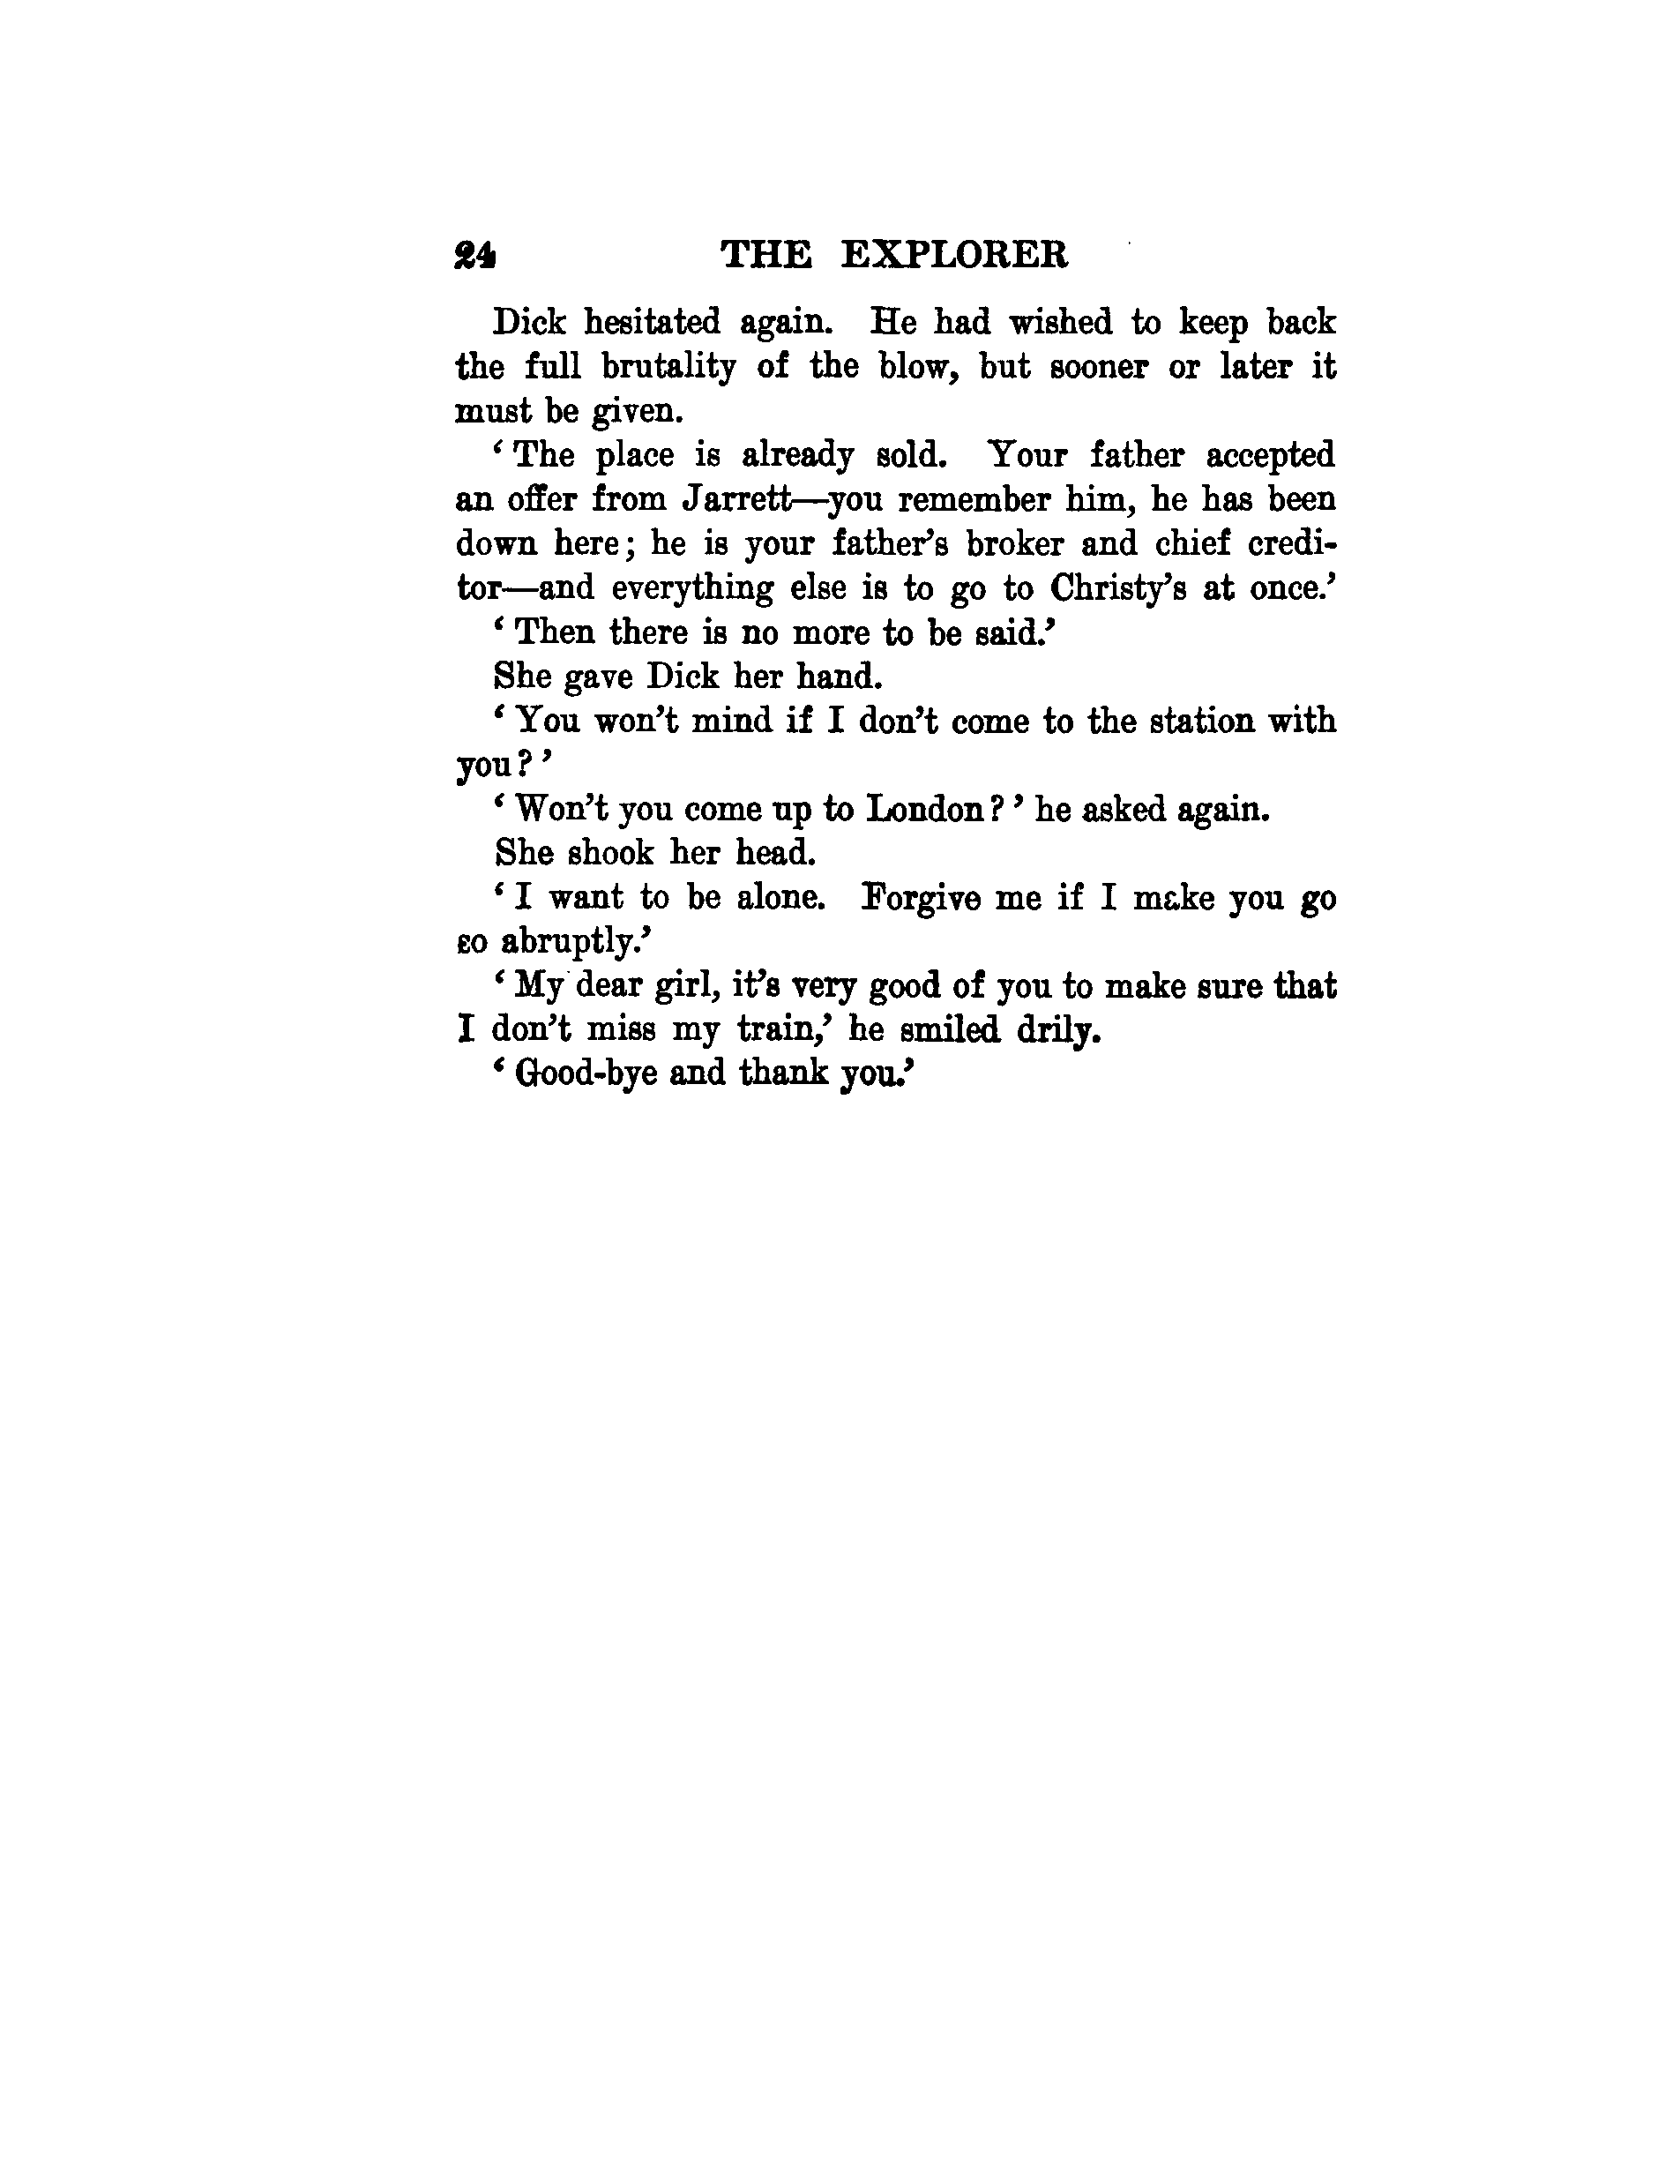 24 THE EXPLORER
Dick hesitated again. He had wished to keep back
the full brutality of the blow, but sooner or later it
must be given.
‘The place is already sold. Your father accepted
an offer from Jarrett—you remember him, he has been
down here; he is your father’s broker and chief credi-
tor—and everything else is to go to Christy’s at once.’
‘Then there is no more to be said.’
She gave Dick her hand.
‘You won’t mind if I don’t come to the station with
you?’
‘Won’t you come up to London?’ he asked again.
She shook her head.
‘I want to be alone. Forgive me if I make you go
so abruptly.’
‘My dear girl, it’s very good of you to make sure that
I don’t miss my train,’ he smiled drily.
‘Good-bye and thank you.’